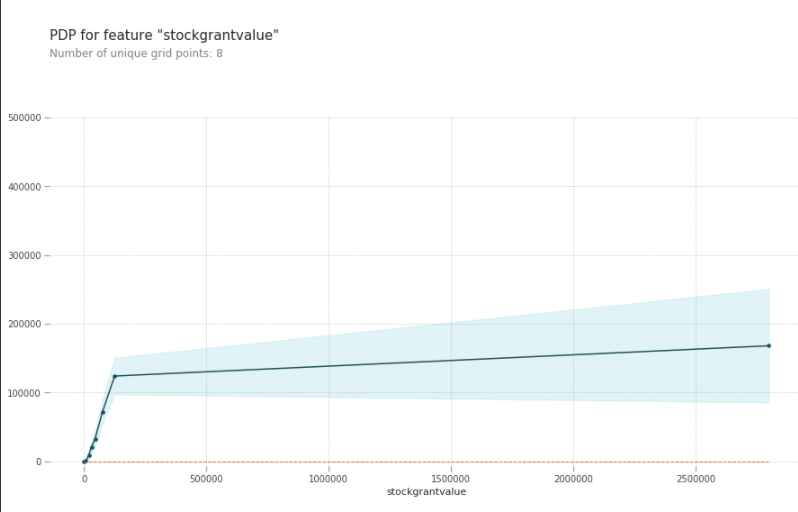 PDP for feature "stockgrantvalue"
Number of unique grid points: 8
500000
400000
300000
200000
100000
0
0 500000 1000000 1500000 2000000 2500000
stockgrantvalue